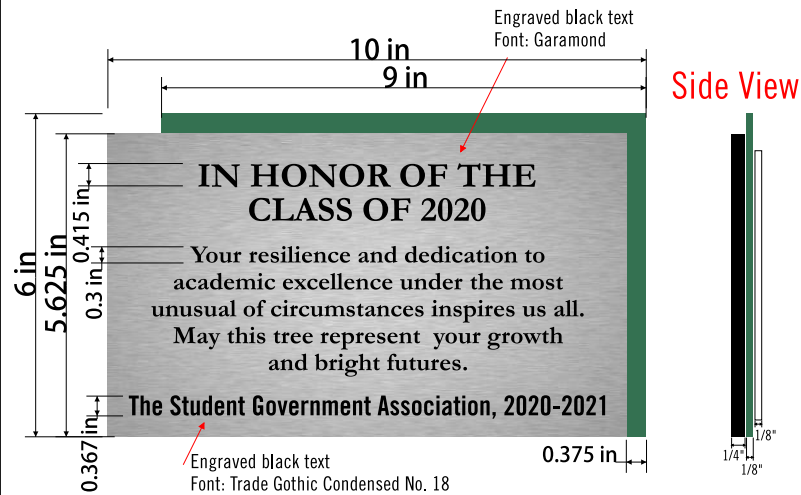 Engraved black text
Font: Garamond
10 in
9 in
Side View
IN HONOR OF THE
CLASS OF 2020
0.415 in
Your resilience and dedication to
academic excellence under the most
unusual of circumstances inspires us all.
May this tree represent  your growth
and bright futures.
6 in
5.625 in
0.3 in
The Student Government Association, 2020-2021
0.367 in
Engraved black text
Font: Trade Gothic Condensed No. 18
0.375 in
1/8"
1/4"
1/8"